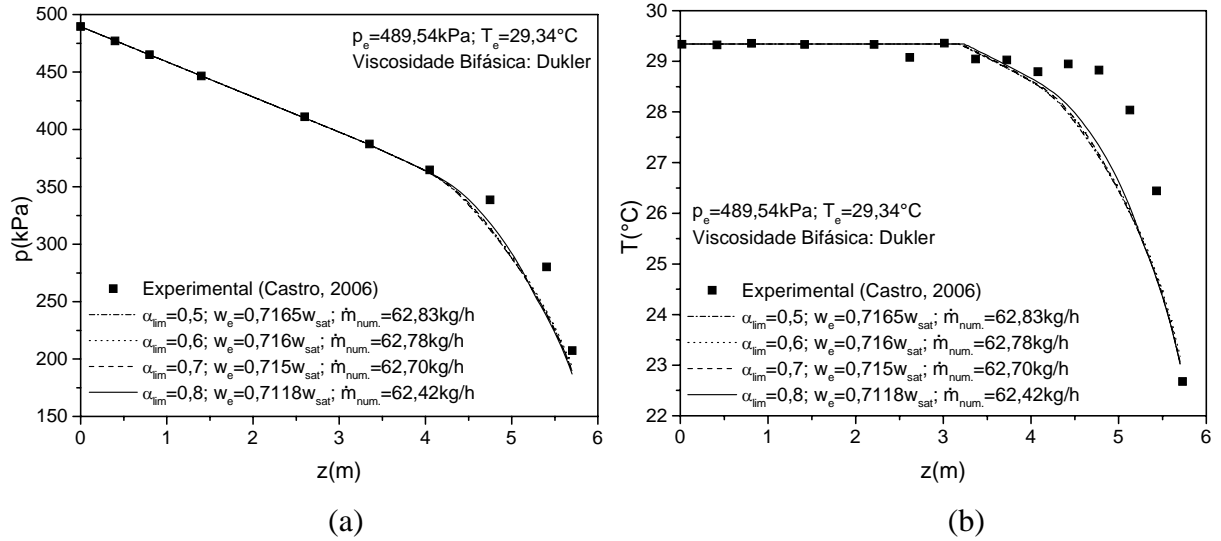 p_e=489,54kPa; T_e=29,34°C
Viscosidade Bifásica: Dukler
500
450
400
350
300
250
200
150
p(kPa)
Experimental (Castro, 2006)
α_lim=0,5; w_e=0,7165w_sat; ṁ_num.=62,83kg/h
α_lim=0,6; w_e=0,716w_sat; ṁ_num.=62,78kg/h
α_lim=0,7; w_e=0,715w_sat; ṁ_num.=62,70kg/h
α_lim=0,8; w_e=0,7118w_sat; ṁ_num.=62,42kg/h
0 1 2 3 4 5 6
z(m)
(a)
30
29
28
27
26
25
24
23
22
T(°C)
p_e=489,54kPa; T_e=29,34°C
Viscosidade Bifásica: Dukler
Experimental (Castro, 2006)
α_lim=0,5; w_e=0,7165w_sat; ṁ_num.=62,83kg/h
α_lim=0,6; w_e=0,716w_sat; ṁ_num.=62,78kg/h
α_lim=0,7; w_e=0,715w_sat; ṁ_num.=62,70kg/h
α_lim=0,8; w_e=0,7118w_sat; ṁ_num.=62,42kg/h
0 1 2 3 4 5 6
z(m)
(b)